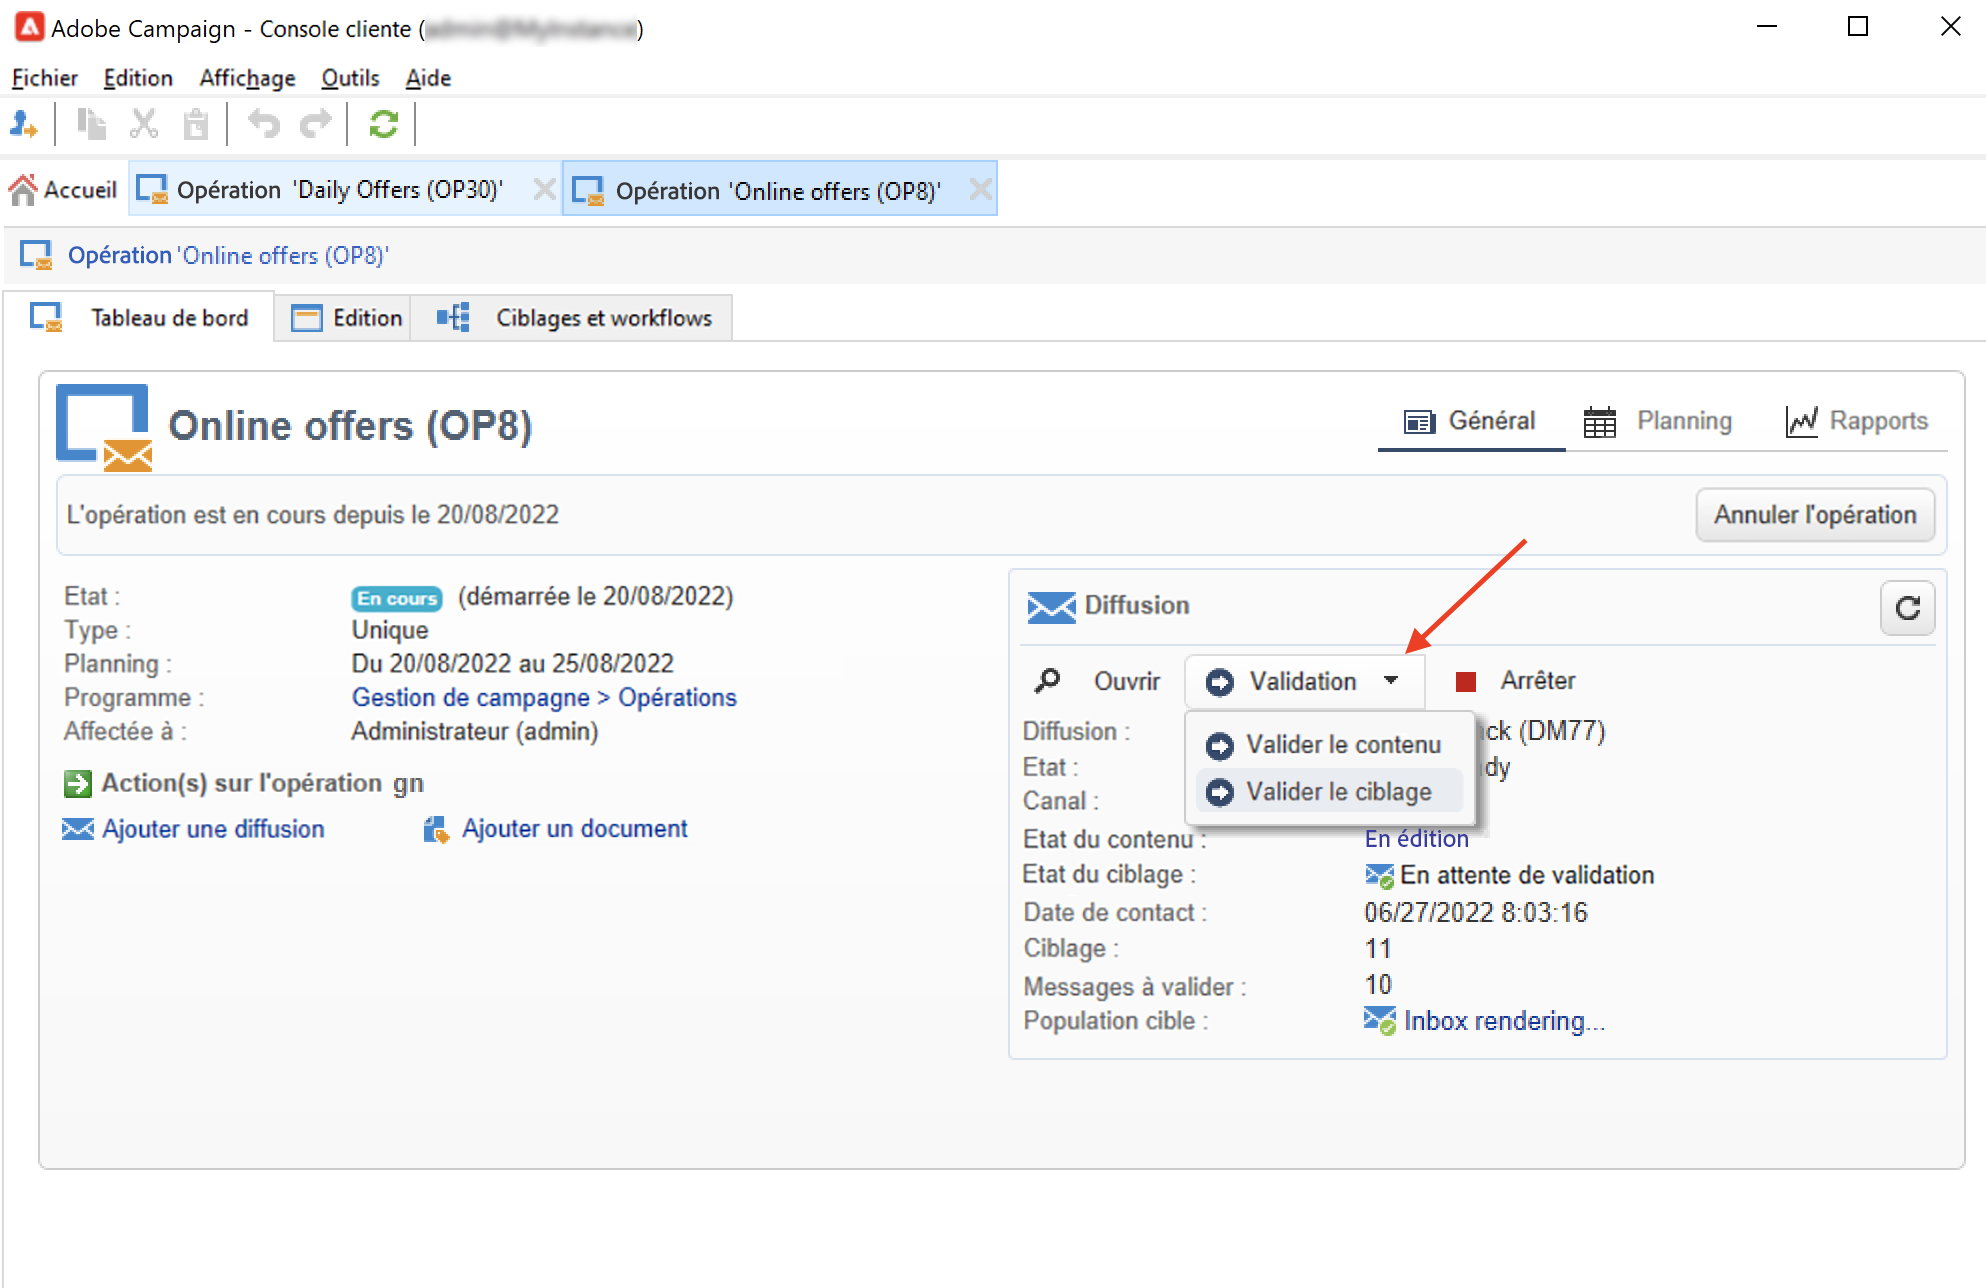 Adobe Campaign - Console cliente ( )
Fichier Edition Affichage Outils Aide
Accueil Opération 'Daily Offers (OP30)' Opération 'Online offers (OP8)'
Opération 'Online offers (OP8)'
Tableau de bord Edition Ciblages et workflows
Online offers (OP8) Général Planning Rapports
L'opération est en cours depuis le 20/08/2022 Annuler l'opération
Etat : En cours (démarrée le 20/08/2022)
Type : Unique
Planning : Du 20/08/2022 au 25/08/2022
Programme : Gestion de campagne > Opérations
Affectée à : Administrateur (admin)
Action(s) sur l'opération gn
Ajouter une diffusion Ajouter un document
Diffusion
Ouvrir Validation Arrêter
Valider le contenu
Valider le ciblage
Diffusion : (DM77)
Etat :
Canal :
Etat du contenu : En édition
Etat du ciblage : En attente de validation
Date de contact : 06/27/2022 8:03:16
Ciblage : 11
Messages à valider : 10
Population cible : Inbox rendering...